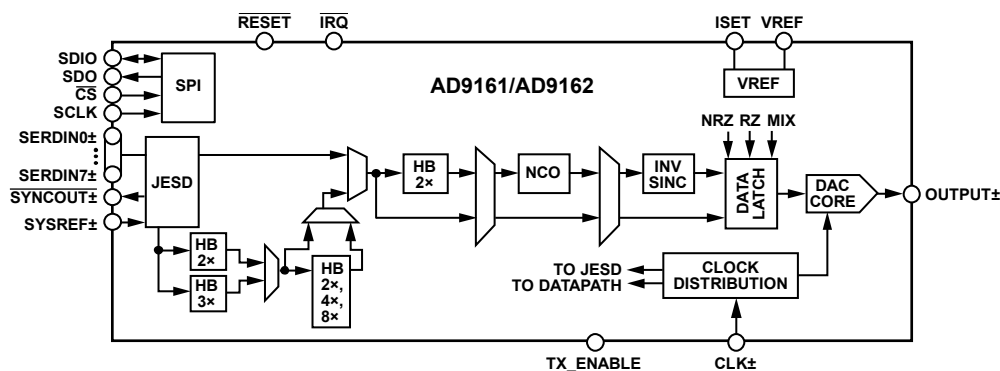 RESET
IRQ
ISET
VREF
SDIO
SDO
CS
SCLK
SPI
AD9161/AD9162
VREF
NRZ RZ MIX
SERDIN0±
SERDIN7±
SYNCOUT±
SYSREF±
JESD
HB
2×
NCO
INV
SINC
DATA
LATCH
DAC
CORE
OUTPUT±
HB
2×
HB
3×
HB
2×,
4×,
8×
TO JESD
TO DATAPATH
CLOCK
DISTRIBUTION
TX_ENABLE
CLK±